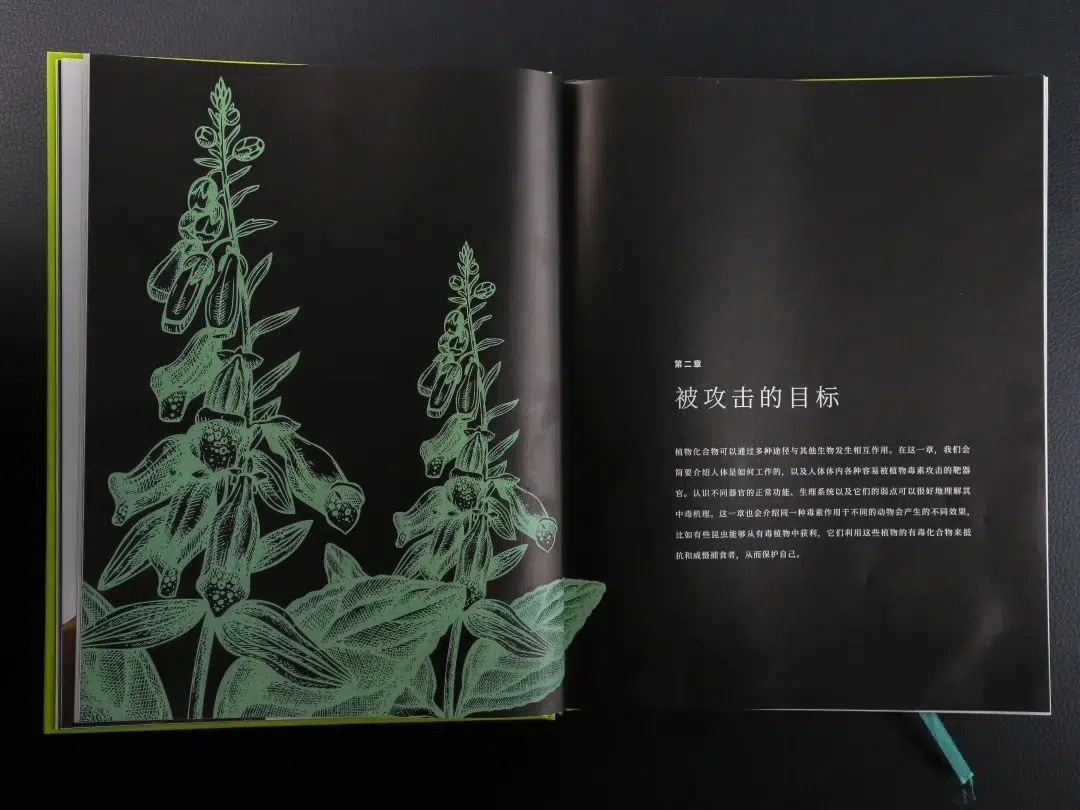 第二章
被攻击的目标
植物化合物可以通过多种途径与其他生物发生相互作用。在这一章，我们会
简要介绍人体是如何工作的，以及人体体内各种容易被植物毒素攻击的靶器
官。认识不同器官的正常功能、生理系统以及它们的弱点可以很好地理解其
中毒机理。这一章也会介绍同一种毒素作用于不同的动物会产生的不同效果，
比如有些昆虫能够从有毒植物中获利，它们利用这些植物的有毒化合物来抵
抗和威慑捕食者，从而保护自己。